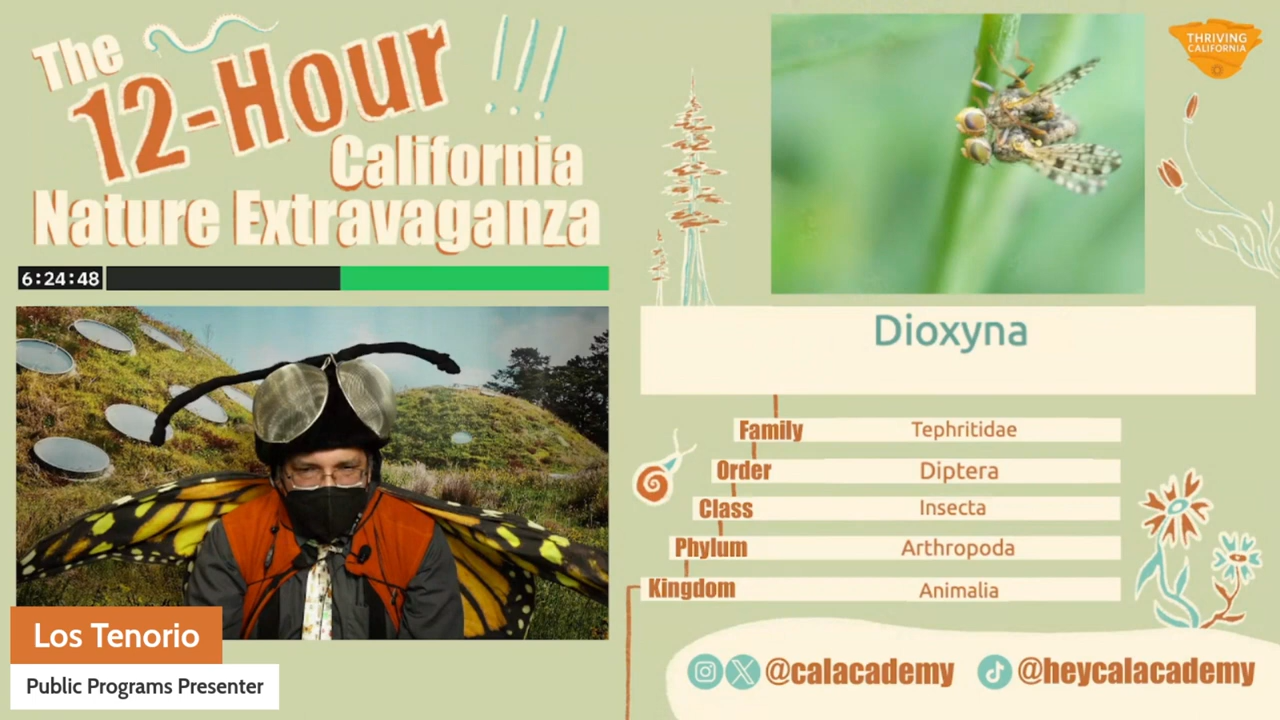 The
12-Hour
!!!
California
Nature Extravaganza
6:24:48
Los Tenorio
Public Programs Presenter
THRIVING
CALIFORNIA
Dioxyna
Family Tephritidae
Order Diptera
Class Insecta
Phylum Arthropoda
Kingdom Animalia
@calacademy @heycalacademy